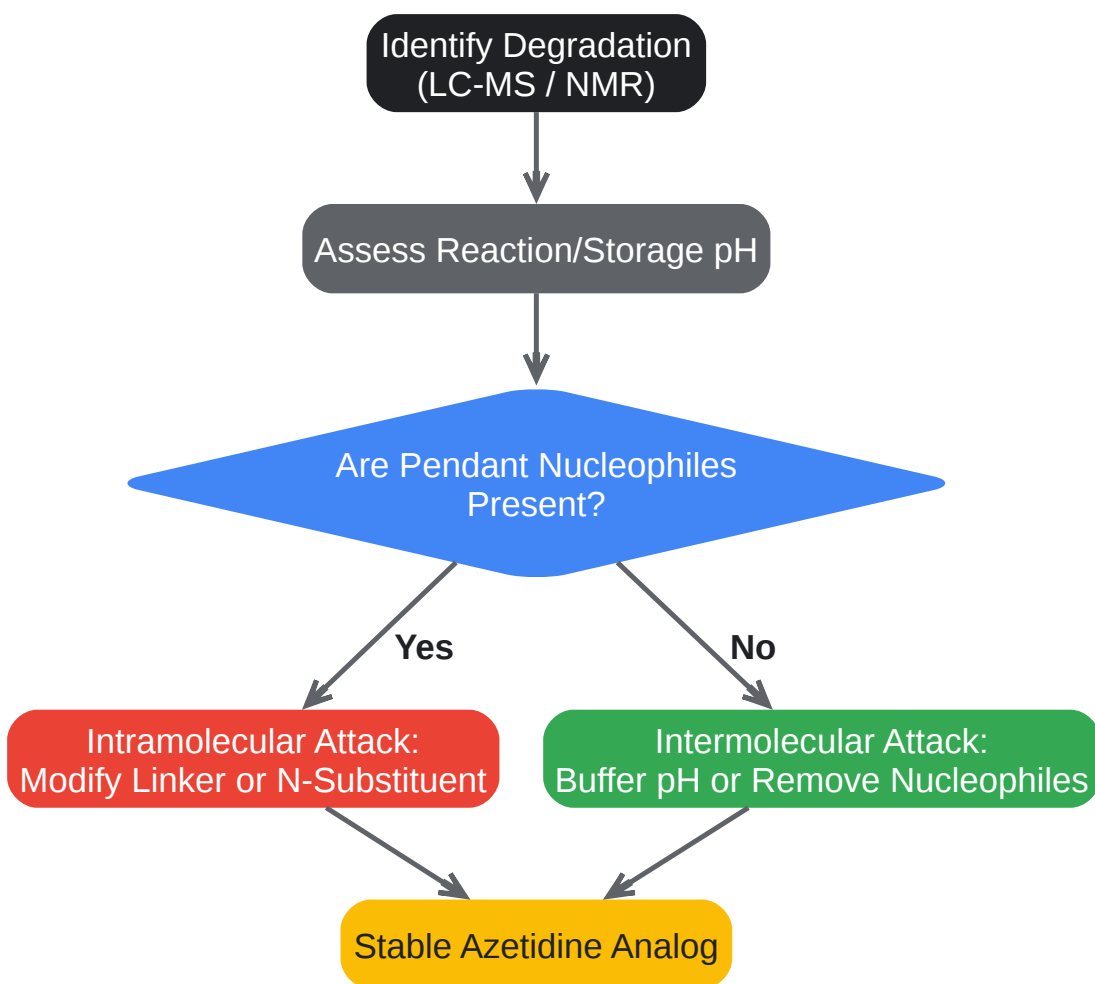 Identify Degradation
(LC-MS / NMR)
Assess Reaction/Storage pH
Are Pendant Nucleophiles
Present?
Yes
No
Intramolecular Attack:
Modify Linker or N-Substituent
Intermolecular Attack:
Buffer pH or Remove Nucleophiles
Stable Azetidine Analog